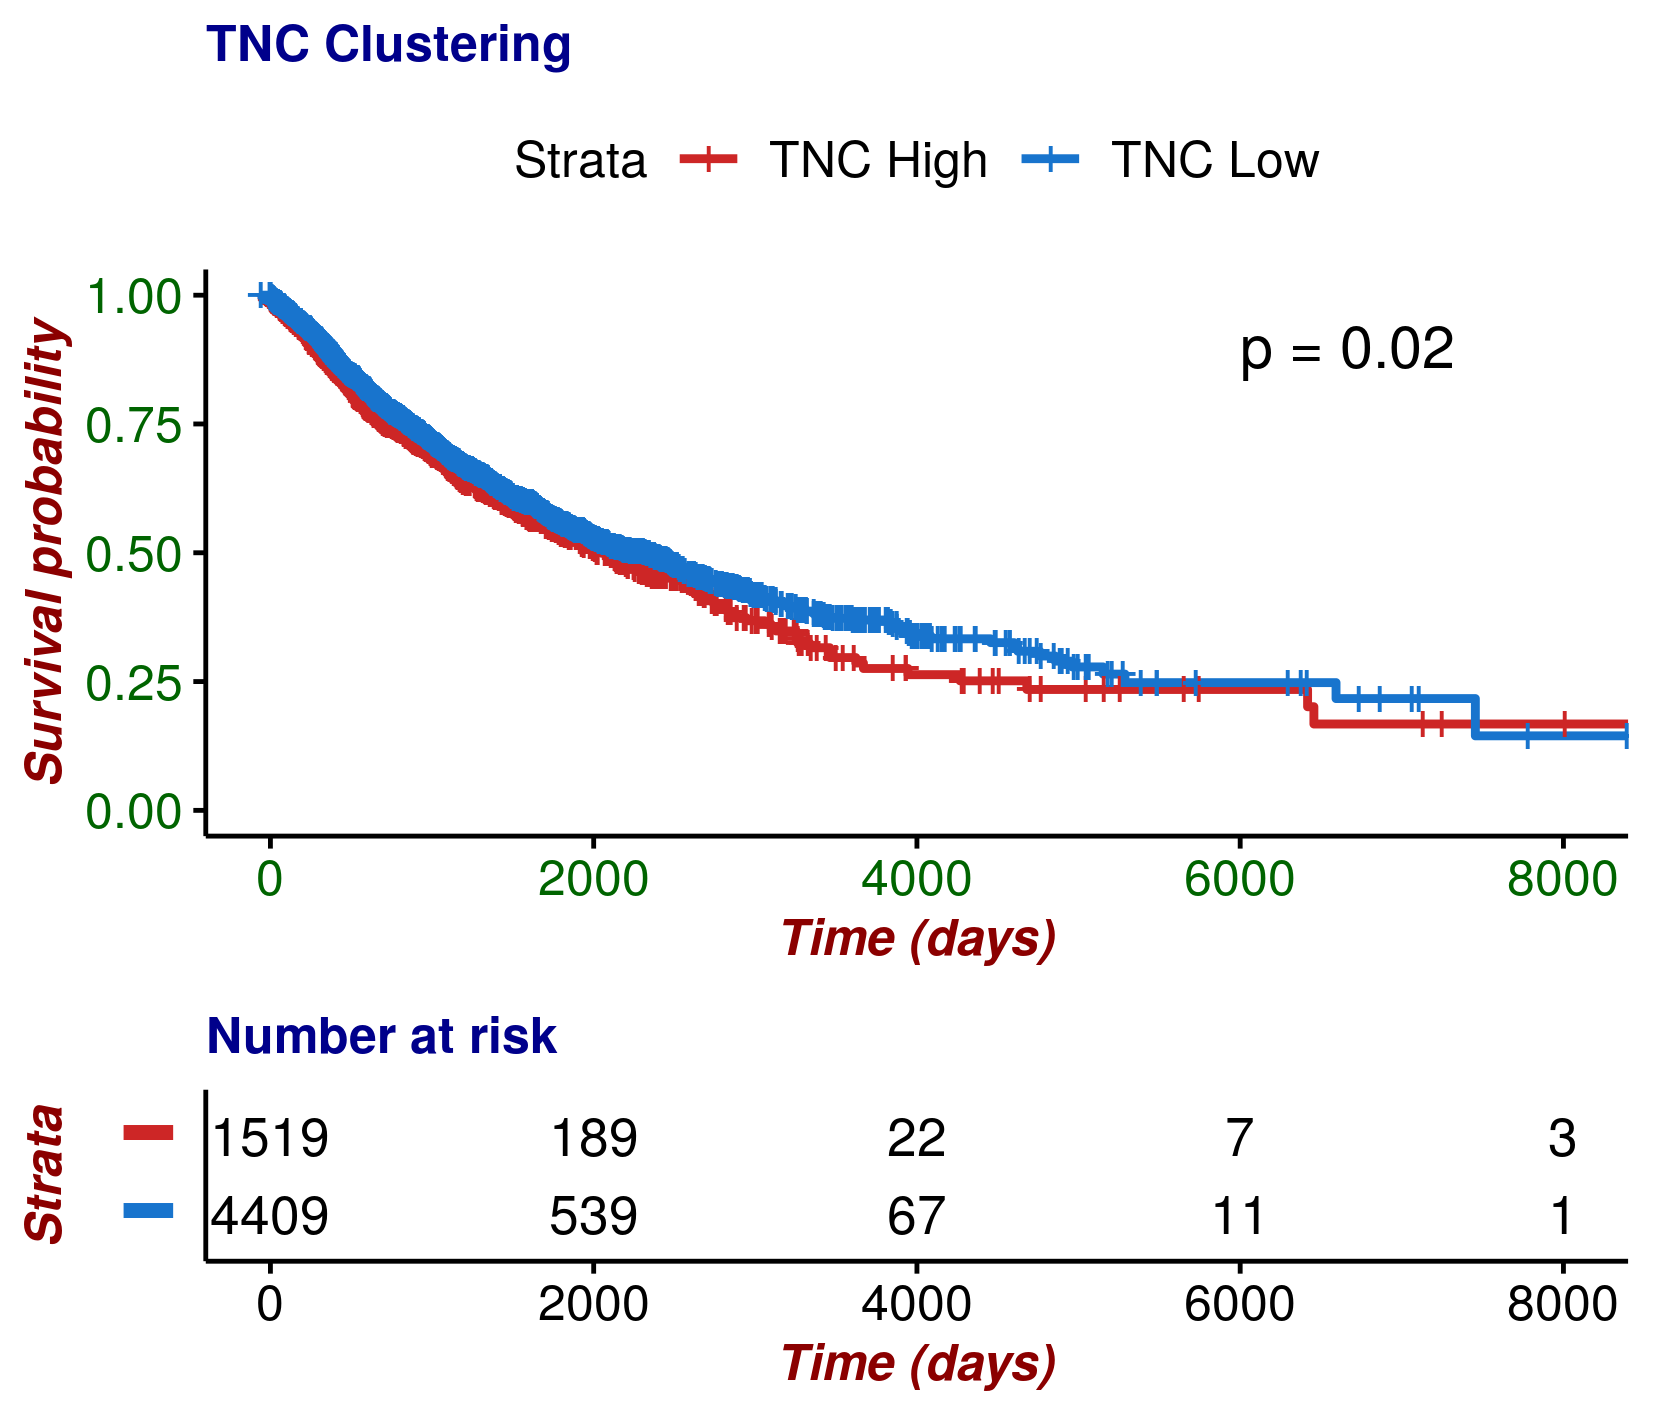 TNC Clustering
Strata TNC High TNC Low
p = 0.02
Survival probability
1.00
0.75
0.50
0.25
0.00
0 2000 4000 6000 8000
Time (days)
Number at risk
Strata
1519 189 22 7 3
4409 539 67 11 1
0 2000 4000 6000 8000
Time (days)